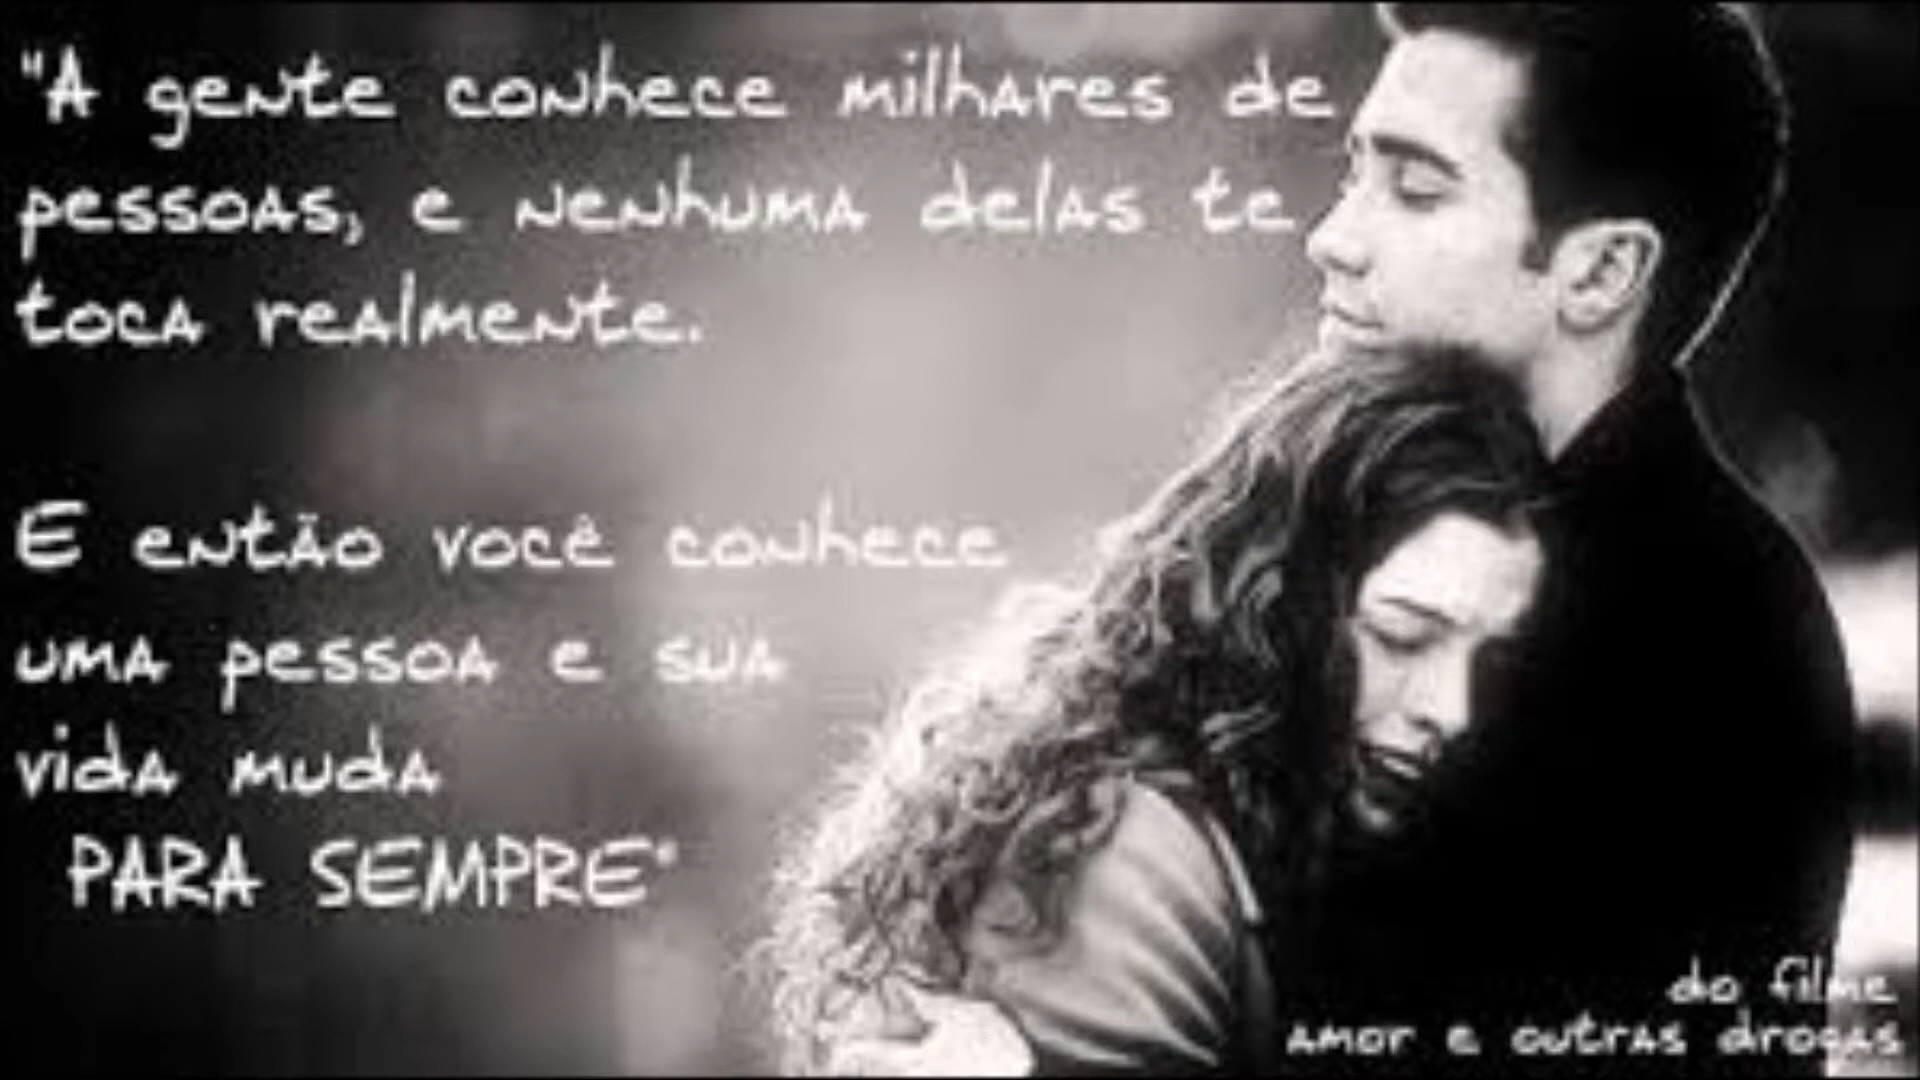 "A gente conhece milhares de
pessoas, e nenhuma delas te
toca realmente.
E então você conhece
uma pessoa e sua
vida muda
PARA SEMPRE"
do filme
amor e outras drogas